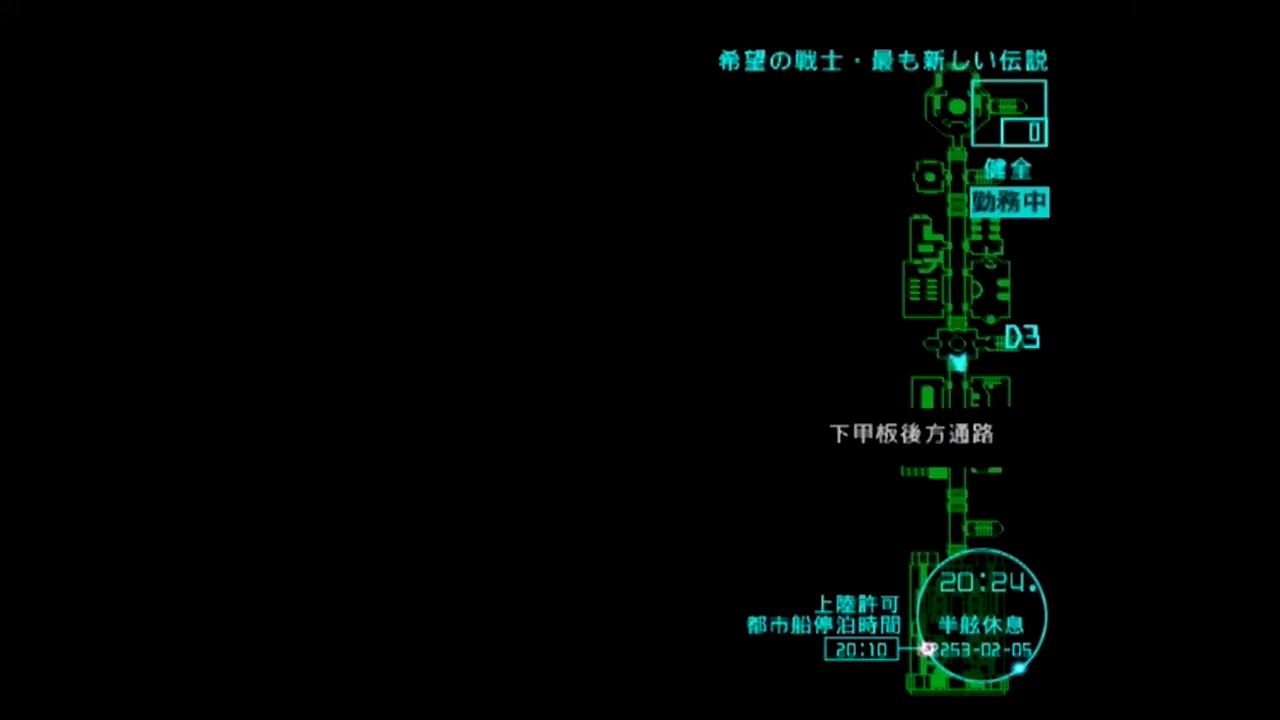 希望の戦士・最も新しい伝説
0
健全
勤務中
D3
下甲板後方通路
20:24.
上陸許可
都市船停泊時間
半舷休息
20:10
2253-02-05